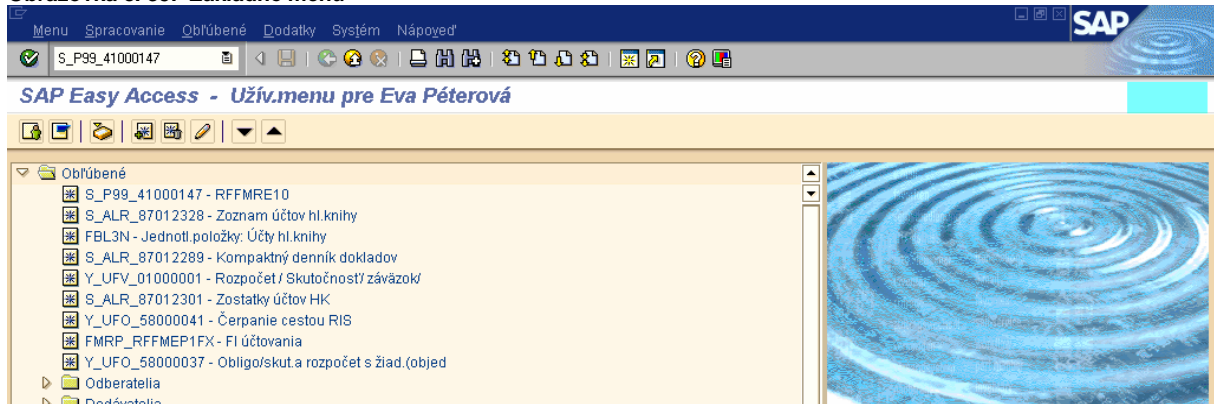 Menu Spracovanie Obľúbené Dodatky Systém Nápoveď
SAP
S_P99_41000147
SAP Easy Access - Užív.menu pre Eva Péterová
Obľúbené
S_P99_41000147 - RFFMRE10
S_ALR_87012328 - Zoznam účtov hl.knihy
FBL3N - Jednotl.položky: Účty hl.knihy
S_ALR_87012289 - Kompaktný denník dokladov
Y_UFV_01000001 - Rozpočet / Skutočnosť/ záväzok/
S_ALR_87012301 - Zostatky účtov HK
Y_UFO_58000041 - Čerpanie cestou RIS
FMRP_RFFMEP1FX - FI účtovania
Y_UFO_58000037 - Obligo/skut.a rozpočet s žiad.(objed
Odberatelia
Dodávatelia